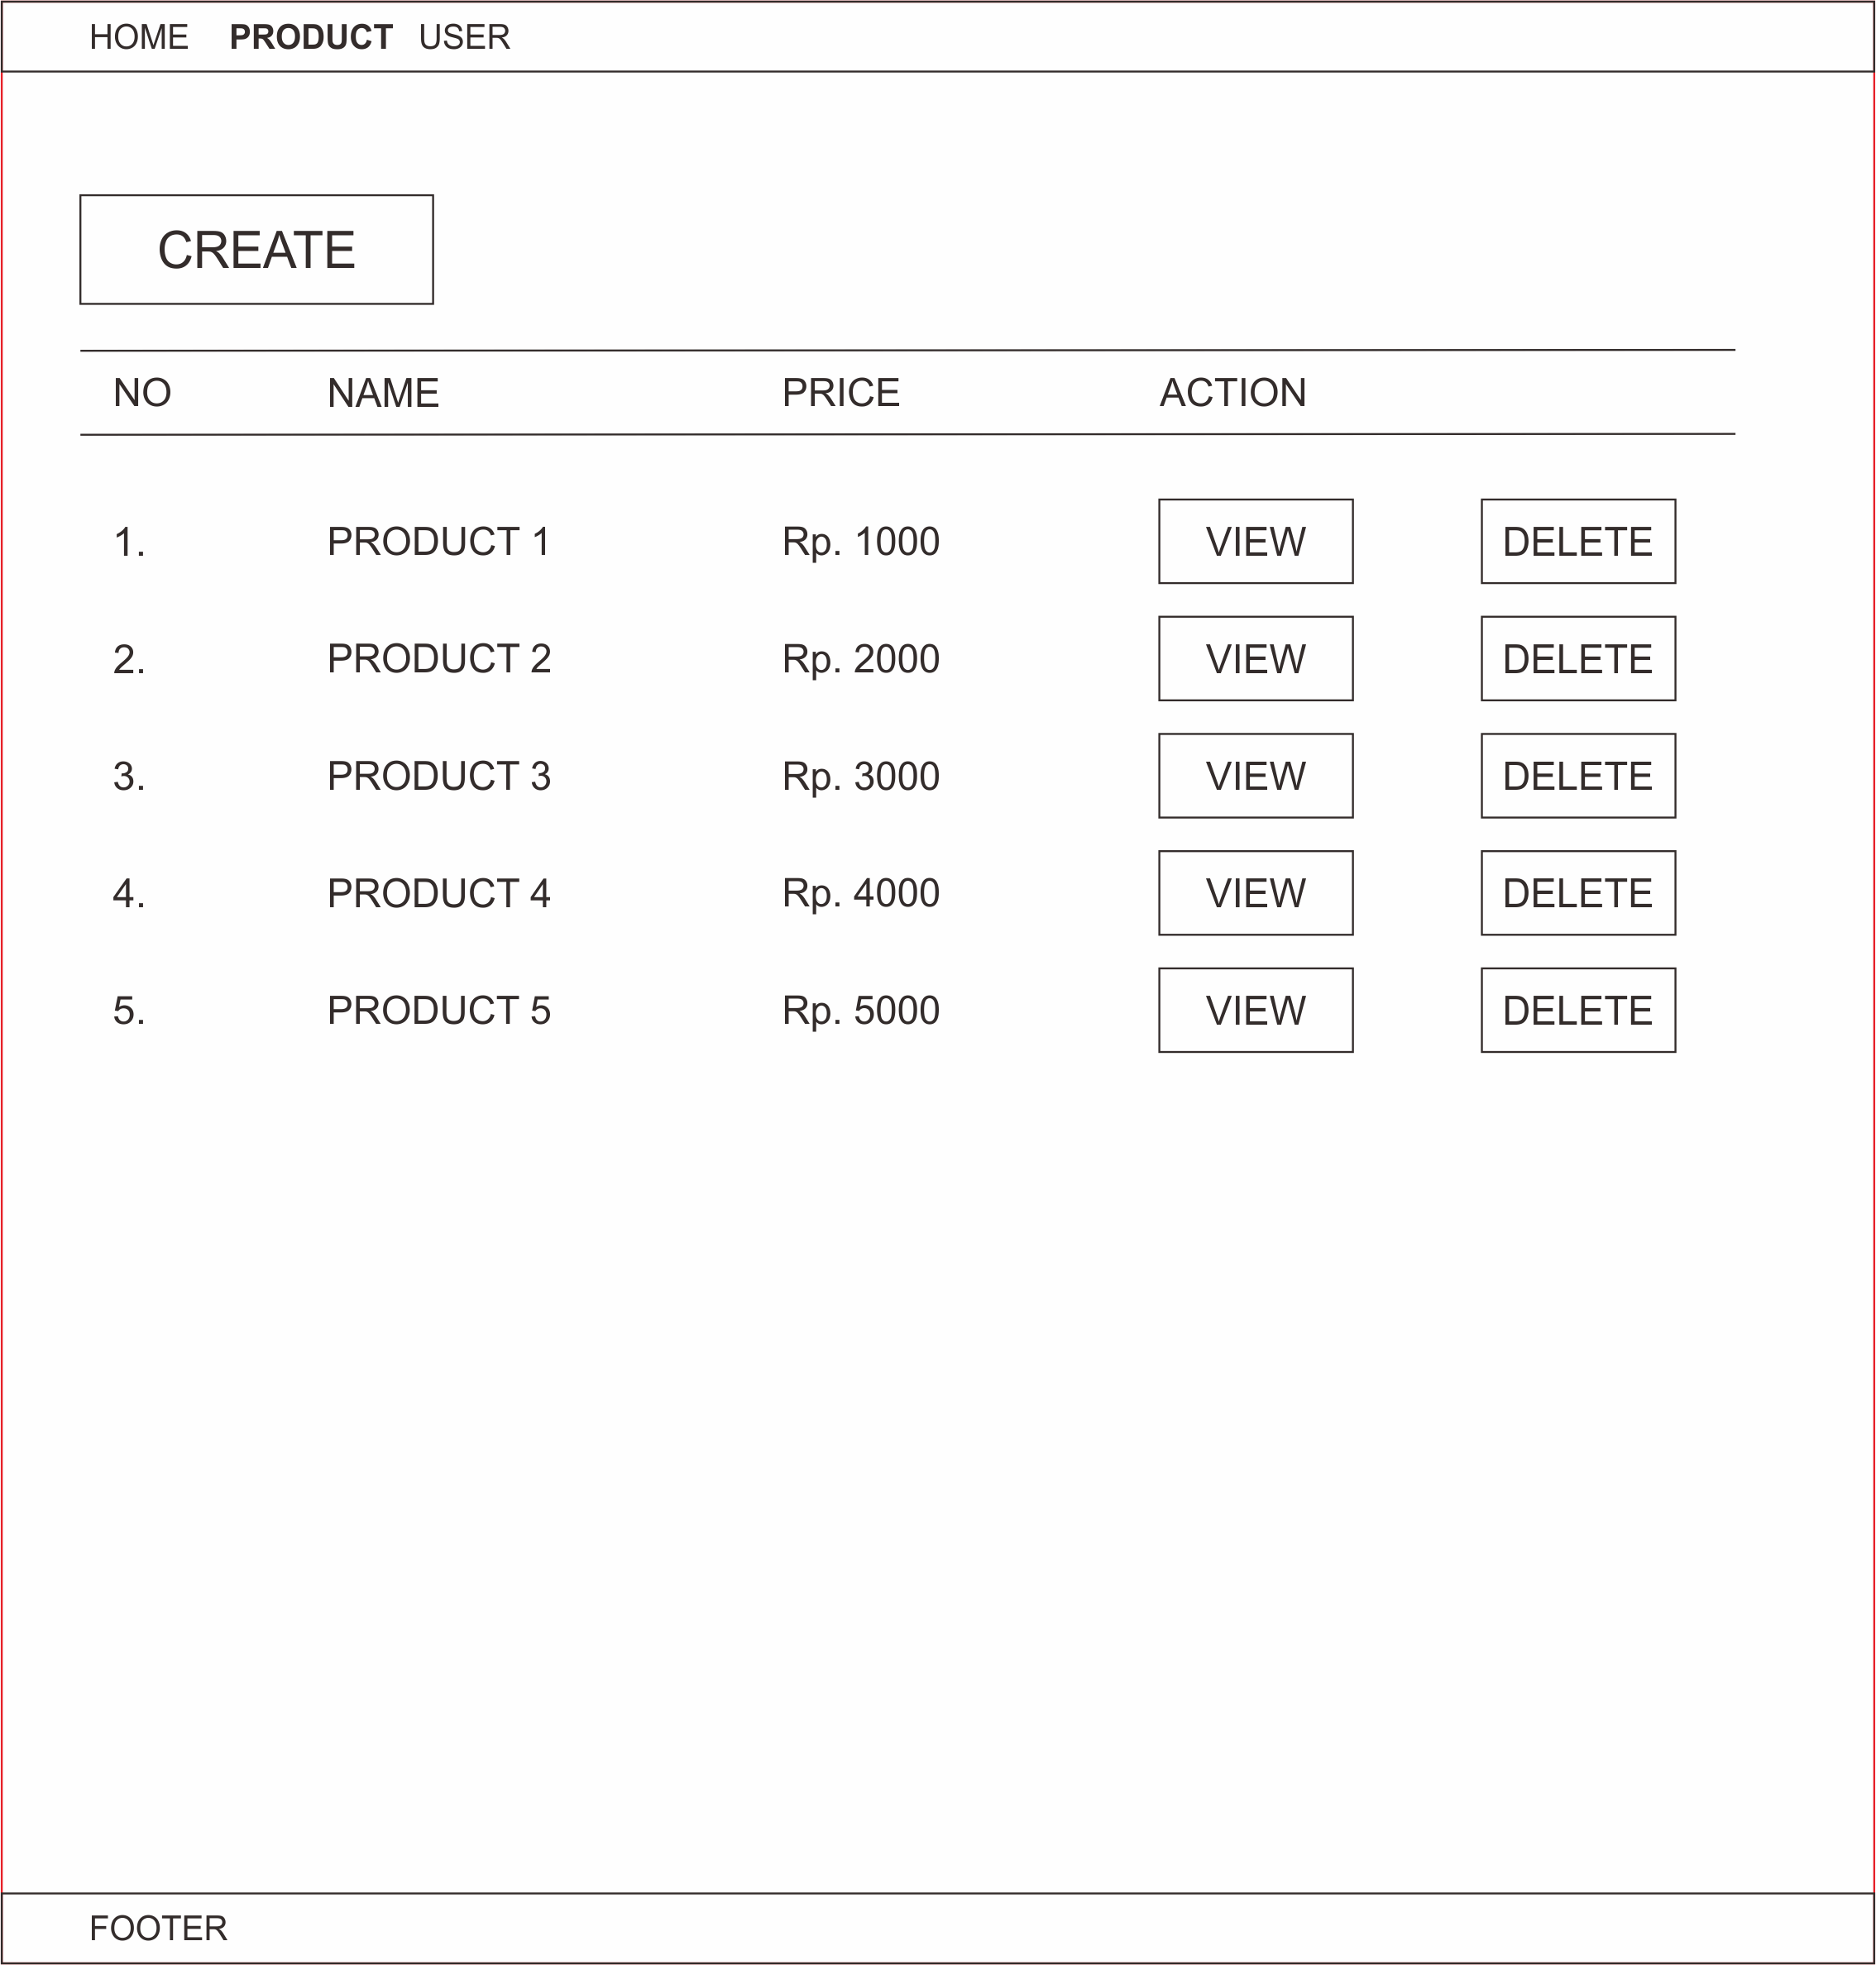 HOME PRODUCT USER
CREATE
NO NAME PRICE ACTION
1. PRODUCT 1 Rp. 1000 VIEW DELETE
2. PRODUCT 2 Rp. 2000 VIEW DELETE
3. PRODUCT 3 Rp. 3000 VIEW DELETE
4. PRODUCT 4 Rp. 4000 VIEW DELETE
5. PRODUCT 5 Rp. 5000 VIEW DELETE
FOOTER